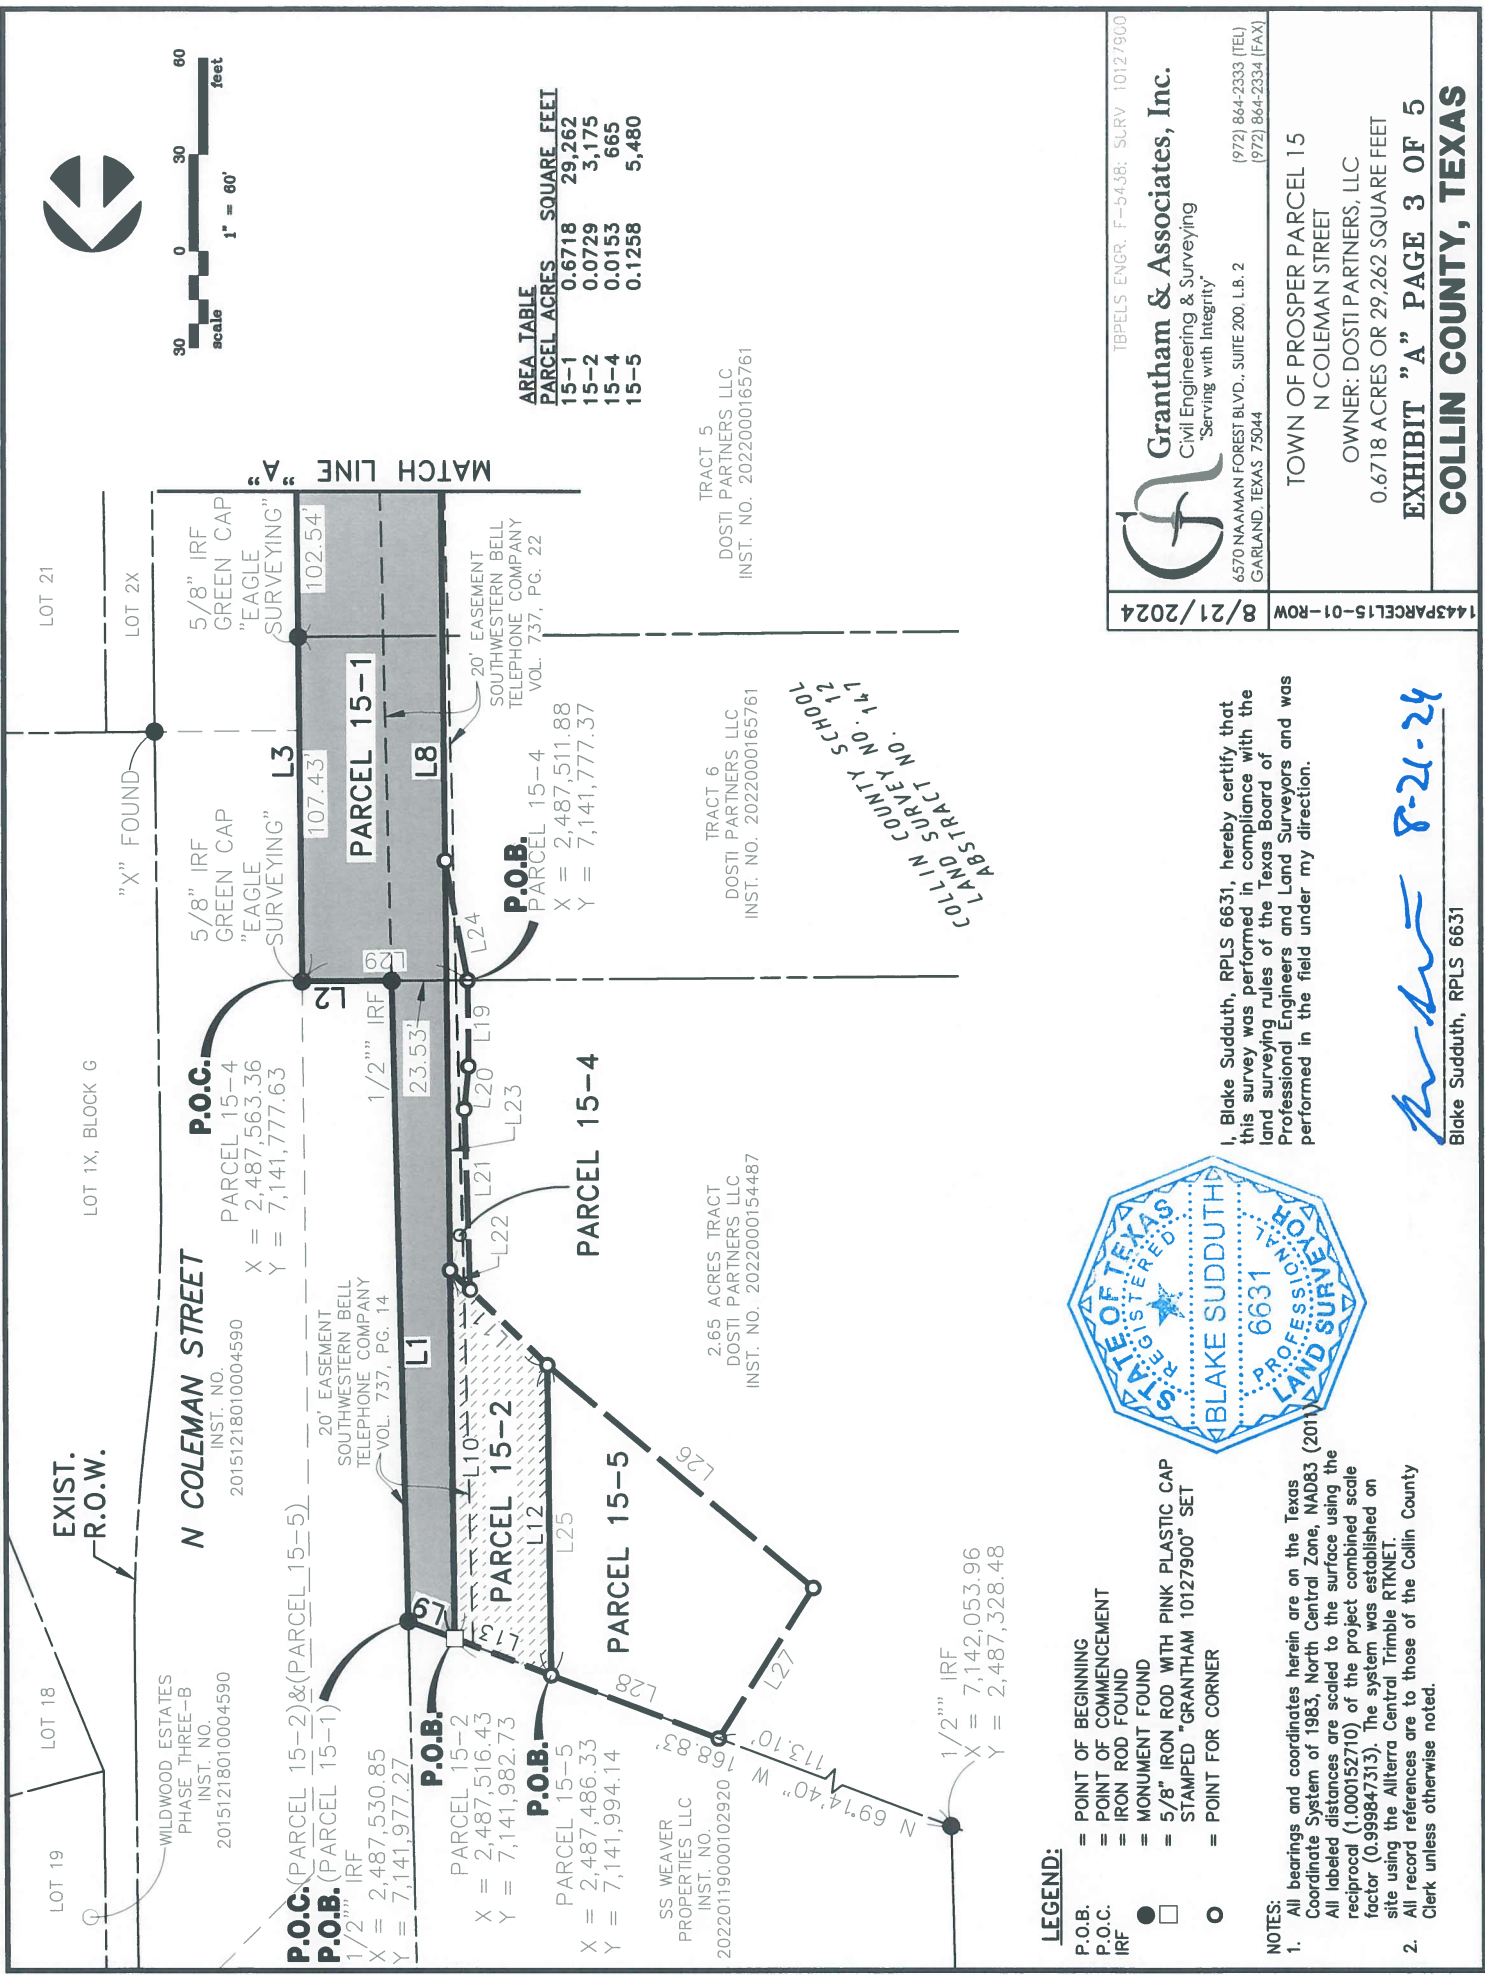 LOT 19
LOT 18
WILDWOOD ESTATES
PHASE THREE-B
INST. NO.
20151218010004590
EXIST.
R.O.W.
LOT 1X, BLOCK G
LOT 21
LOT 2X
"X" FOUND
N COLEMAN STREET
INST. NO.
20151218010004590
5/8" IRF
GREEN CAP
"EAGLE
SURVEYING"
5/8" IRF
GREEN CAP
"EAGLE
SURVEYING"
P.O.C.
PARCEL 15-4
X = 2,487,563.36
Y = 7,141,777.63
P.O.C. (PARCEL 15-2)&(PARCEL 15-5)
P.O.B. (PARCEL 15-1)
1/2"" IRF
X = 2,487,530.85
Y = 7,141,977.27
20' EASEMENT
SOUTHWESTERN BELL
TELEPHONE COMPANY
VOL. 737, PG. 14
1/2"" IRF
L1
L2
L3
107.43'
102.54'
PARCEL 15-1
L8
L29
23.53'
MATCH LINE "A"
L9
L10
L13
PARCEL 15-2
L12
L25
L22
L21
L23
L20
L19
L24
P.O.B.
PARCEL 15-2
X = 2,487,516.43
Y = 7,141,982.73
P.O.B.
PARCEL 15-5
X = 2,487,486.33
Y = 7,141,994.14
PARCEL 15-4
P.O.B.
PARCEL 15-4
X = 2,487,511.88
Y = 7,141,777.37
20' EASEMENT
SOUTHWESTERN BELL
TELEPHONE COMPANY
VOL. 737, PG. 22
PARCEL 15-5
L26
L27
L28
168.83'
N 69°14'40" W
113.10'
SS WEAVER
PROPERTIES LLC
INST. NO.
20220119000102920
1/2"" IRF
X = 7,142,053.96
Y = 2,487,328.48
2.65 ACRES TRACT
DOSTI PARTNERS LLC
INST. NO. 2022000154487
TRACT 6
DOSTI PARTNERS LLC
INST. NO. 2022000165761
TRACT 5
DOSTI PARTNERS LLC
INST. NO. 2022000165761
COLLIN COUNTY SCHOOL
LAND SURVEY NO. 12
ABSTRACT NO. 147
30 0 30 60
scale feet
1" = 60'
AREA TABLE
PARCEL ACRES SQUARE FEET
15-1 0.6718 29,262
15-2 0.0729 3,175
15-4 0.0153 665
15-5 0.1258 5,480
LEGEND:
P.O.B. = POINT OF BEGINNING
P.O.C. = POINT OF COMMENCEMENT
IRF = IRON ROD FOUND
= MONUMENT FOUND
= 5/8" IRON ROD WITH PINK PLASTIC CAP
STAMPED "GRANTHAM 10127900" SET
= POINT FOR CORNER
NOTES:
1. All bearings and coordinates herein are on the Texas
Coordinate System of 1983, North Central Zone, NAD83 (2011)
All labeled distances are scaled to the surface using the
reciprocal (1.000152710) of the project combined scale
factor (0.999847313). The system was established on
site using the Allterra Central Trimble RTKNET.
2. All record references are to those of the Collin County
Clerk unless otherwise noted.
STATE OF TEXAS
REGISTERED
BLAKE SUDDUTH
6631
PROFESSIONAL
LAND SURVEYOR
I, Blake Sudduth, RPLS 6631, hereby certify that
this survey was performed in compliance with the
land surveying rules of the Texas Board of
Professional Engineers and Land Surveyors and was
performed in the field under my direction.
8-21-24
Blake Sudduth, RPLS 6631
TBPELS ENGR. F-5438; SURV 10127900
Grantham & Associates, Inc.
Civil Engineering & Surveying
"Serving with Integrity"
6570 NAAMAN FOREST BLVD., SUITE 200, L.B. 2 (972) 864-2333 (TEL)
GARLAND, TEXAS 75044 (972) 864-2334 (FAX)
8/21/2024
1443PARCEL15-01-ROW
TOWN OF PROSPER PARCEL 15
N COLEMAN STREET
OWNER: DOSTI PARTNERS, LLC
0.6718 ACRES OR 29,262 SQUARE FEET
EXHIBIT "A" PAGE 3 OF 5
COLLIN COUNTY, TEXAS